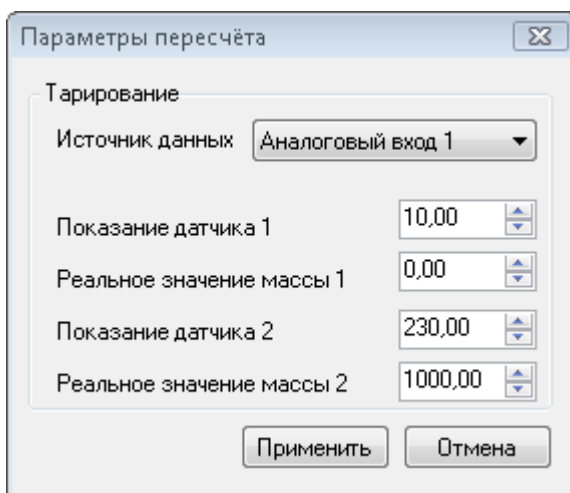 Параметры пересчёта
Тарирование
Источник данных Аналоговый вход 1
Показание датчика 1 10,00
Реальное значение массы 1 0,00
Показание датчика 2 230,00
Реальное значение массы 2 1000,00
Применить Отмена